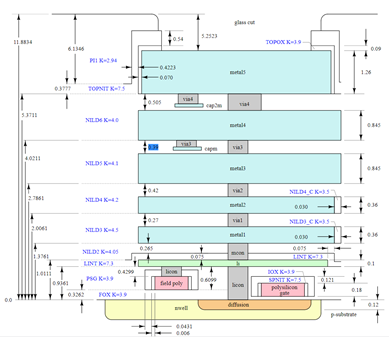 glass cut
11.8834
0.54
5.2523
TOPOX K=3.9
6.1346
0.09
PI1 K=2.94
0.4223
0.070
metal5
1.26
0.3777
TOPNIT K=7.5
0.505
via4
via4
cap2m
5.3711
NILD6 K=4.0
metal4
0.845
via3
via3
capm
4.0211
NILD5 K=4.1
metal3
0.845
0.42
via2
2.7861
NILD4_C K=3.5
NILD4 K=4.2
metal2
0.030
0.36
2.0061
0.27
via1
NILD3_C K=3.5
NILD3 K=4.5
metal1
0.030
0.36
1.3761
NILD2 K=4.05
0.265
0.075
mcon
0.075
LINT K=7.3
1.0111
LINT K=7.3
li
0.1
0.9361
0.4299
licon
IOX K=3.9
PSG K=3.9
field poly
0.6099
SPNIT K=7.5
0.121
licon
polysilicon
gate
0.18
0.0
0.3262
FOX K=3.9
diffusion
nwell
p-substrate
0.12
0.0431
0.006